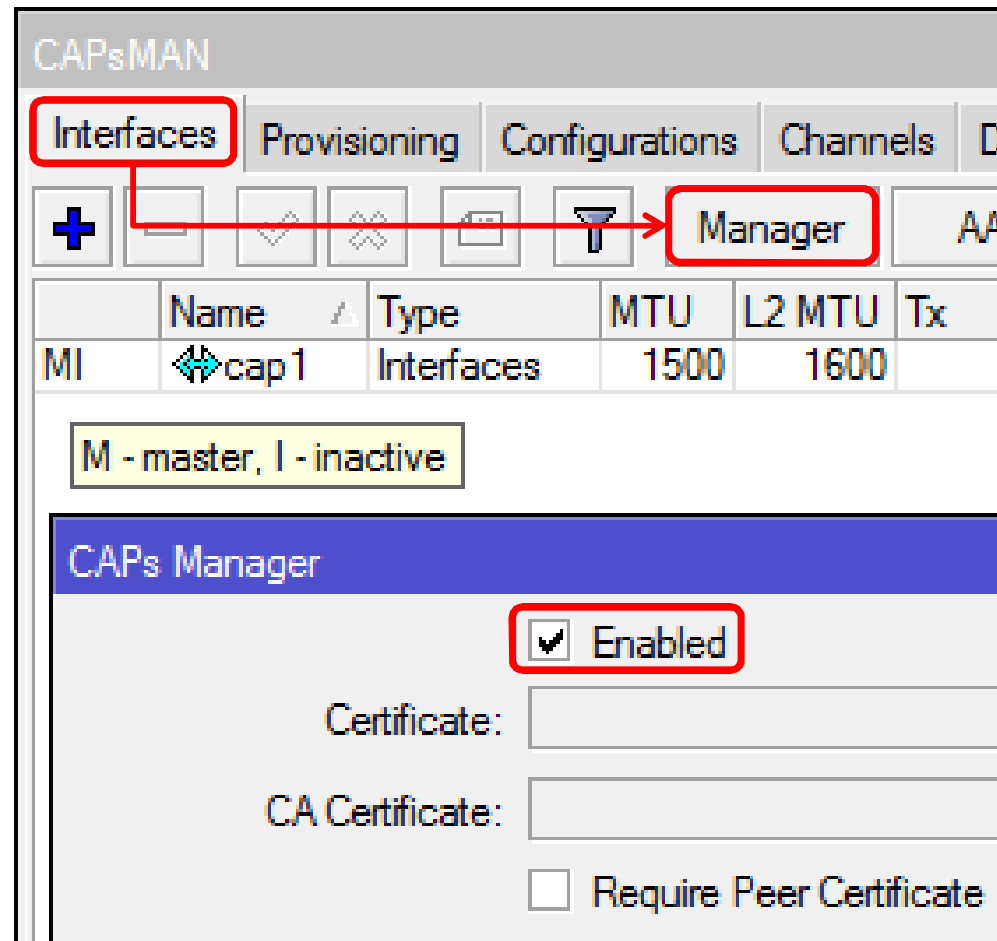 CAPsMAN
Interfaces Provisioning Configurations Channels D
Manager AA
Name Type MTU L2 MTU Tx
MI cap1 Interfaces 1500 1600
M - master, I - inactive
CAPs Manager
Enabled
Certificate:
CA Certificate:
Require Peer Certificate